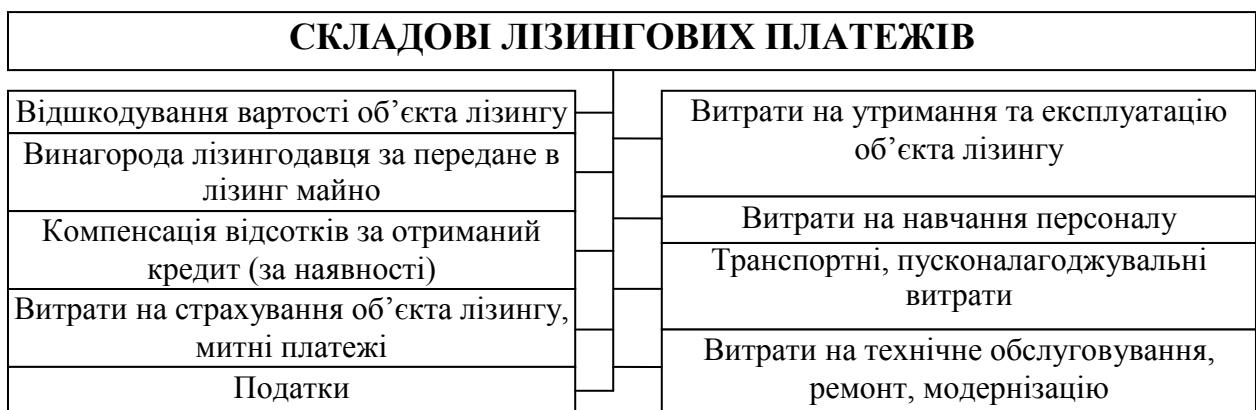 СКЛАДОВІ ЛІЗИНГОВИХ ПЛАТЕЖІВ
Відшкодування вартості об’єкта лізингу
Винагорода лізингодавця за передане в
лізинг майно
Компенсація відсотків за отриманий
кредит (за наявності)
Витрати на страхування об’єкта лізингу,
митні платежі
Податки
Витрати на утримання та експлуатацію
об’єкта лізингу
Витрати на навчання персоналу
Транспортні, пусконалагоджувальні
витрати
Витрати на технічне обслуговування,
ремонт, модернізацію